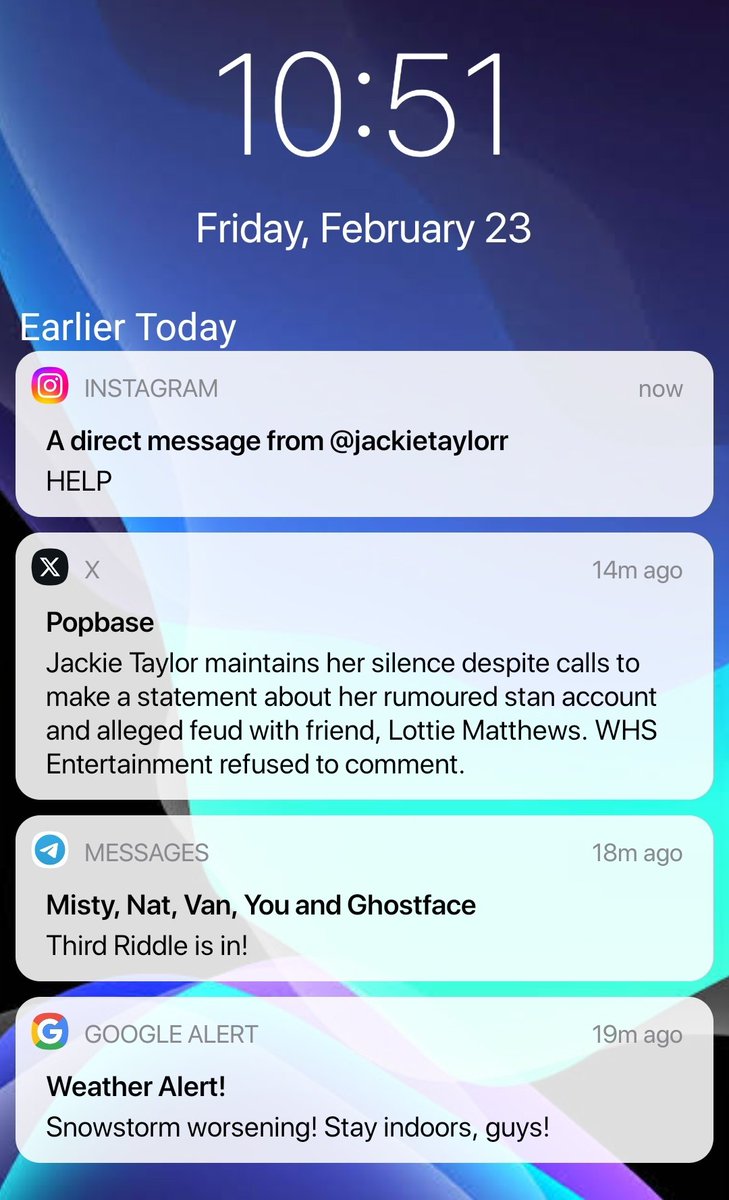 10:51
Friday, February 23
Earlier Today
INSTAGRAM now
A direct message from @jackietaylorr
HELP
X 14m ago
Popbase
Jackie Taylor maintains her silence despite calls to
make a statement about her rumoured stan account
and alleged feud with friend, Lottie Matthews. WHS
Entertainment refused to comment.
MESSAGES 18m ago
Misty, Nat, Van, You and Ghostface
Third Riddle is in!
GOOGLE ALERT 19m ago
Weather Alert!
Snowstorm worsening! Stay indoors, guys!